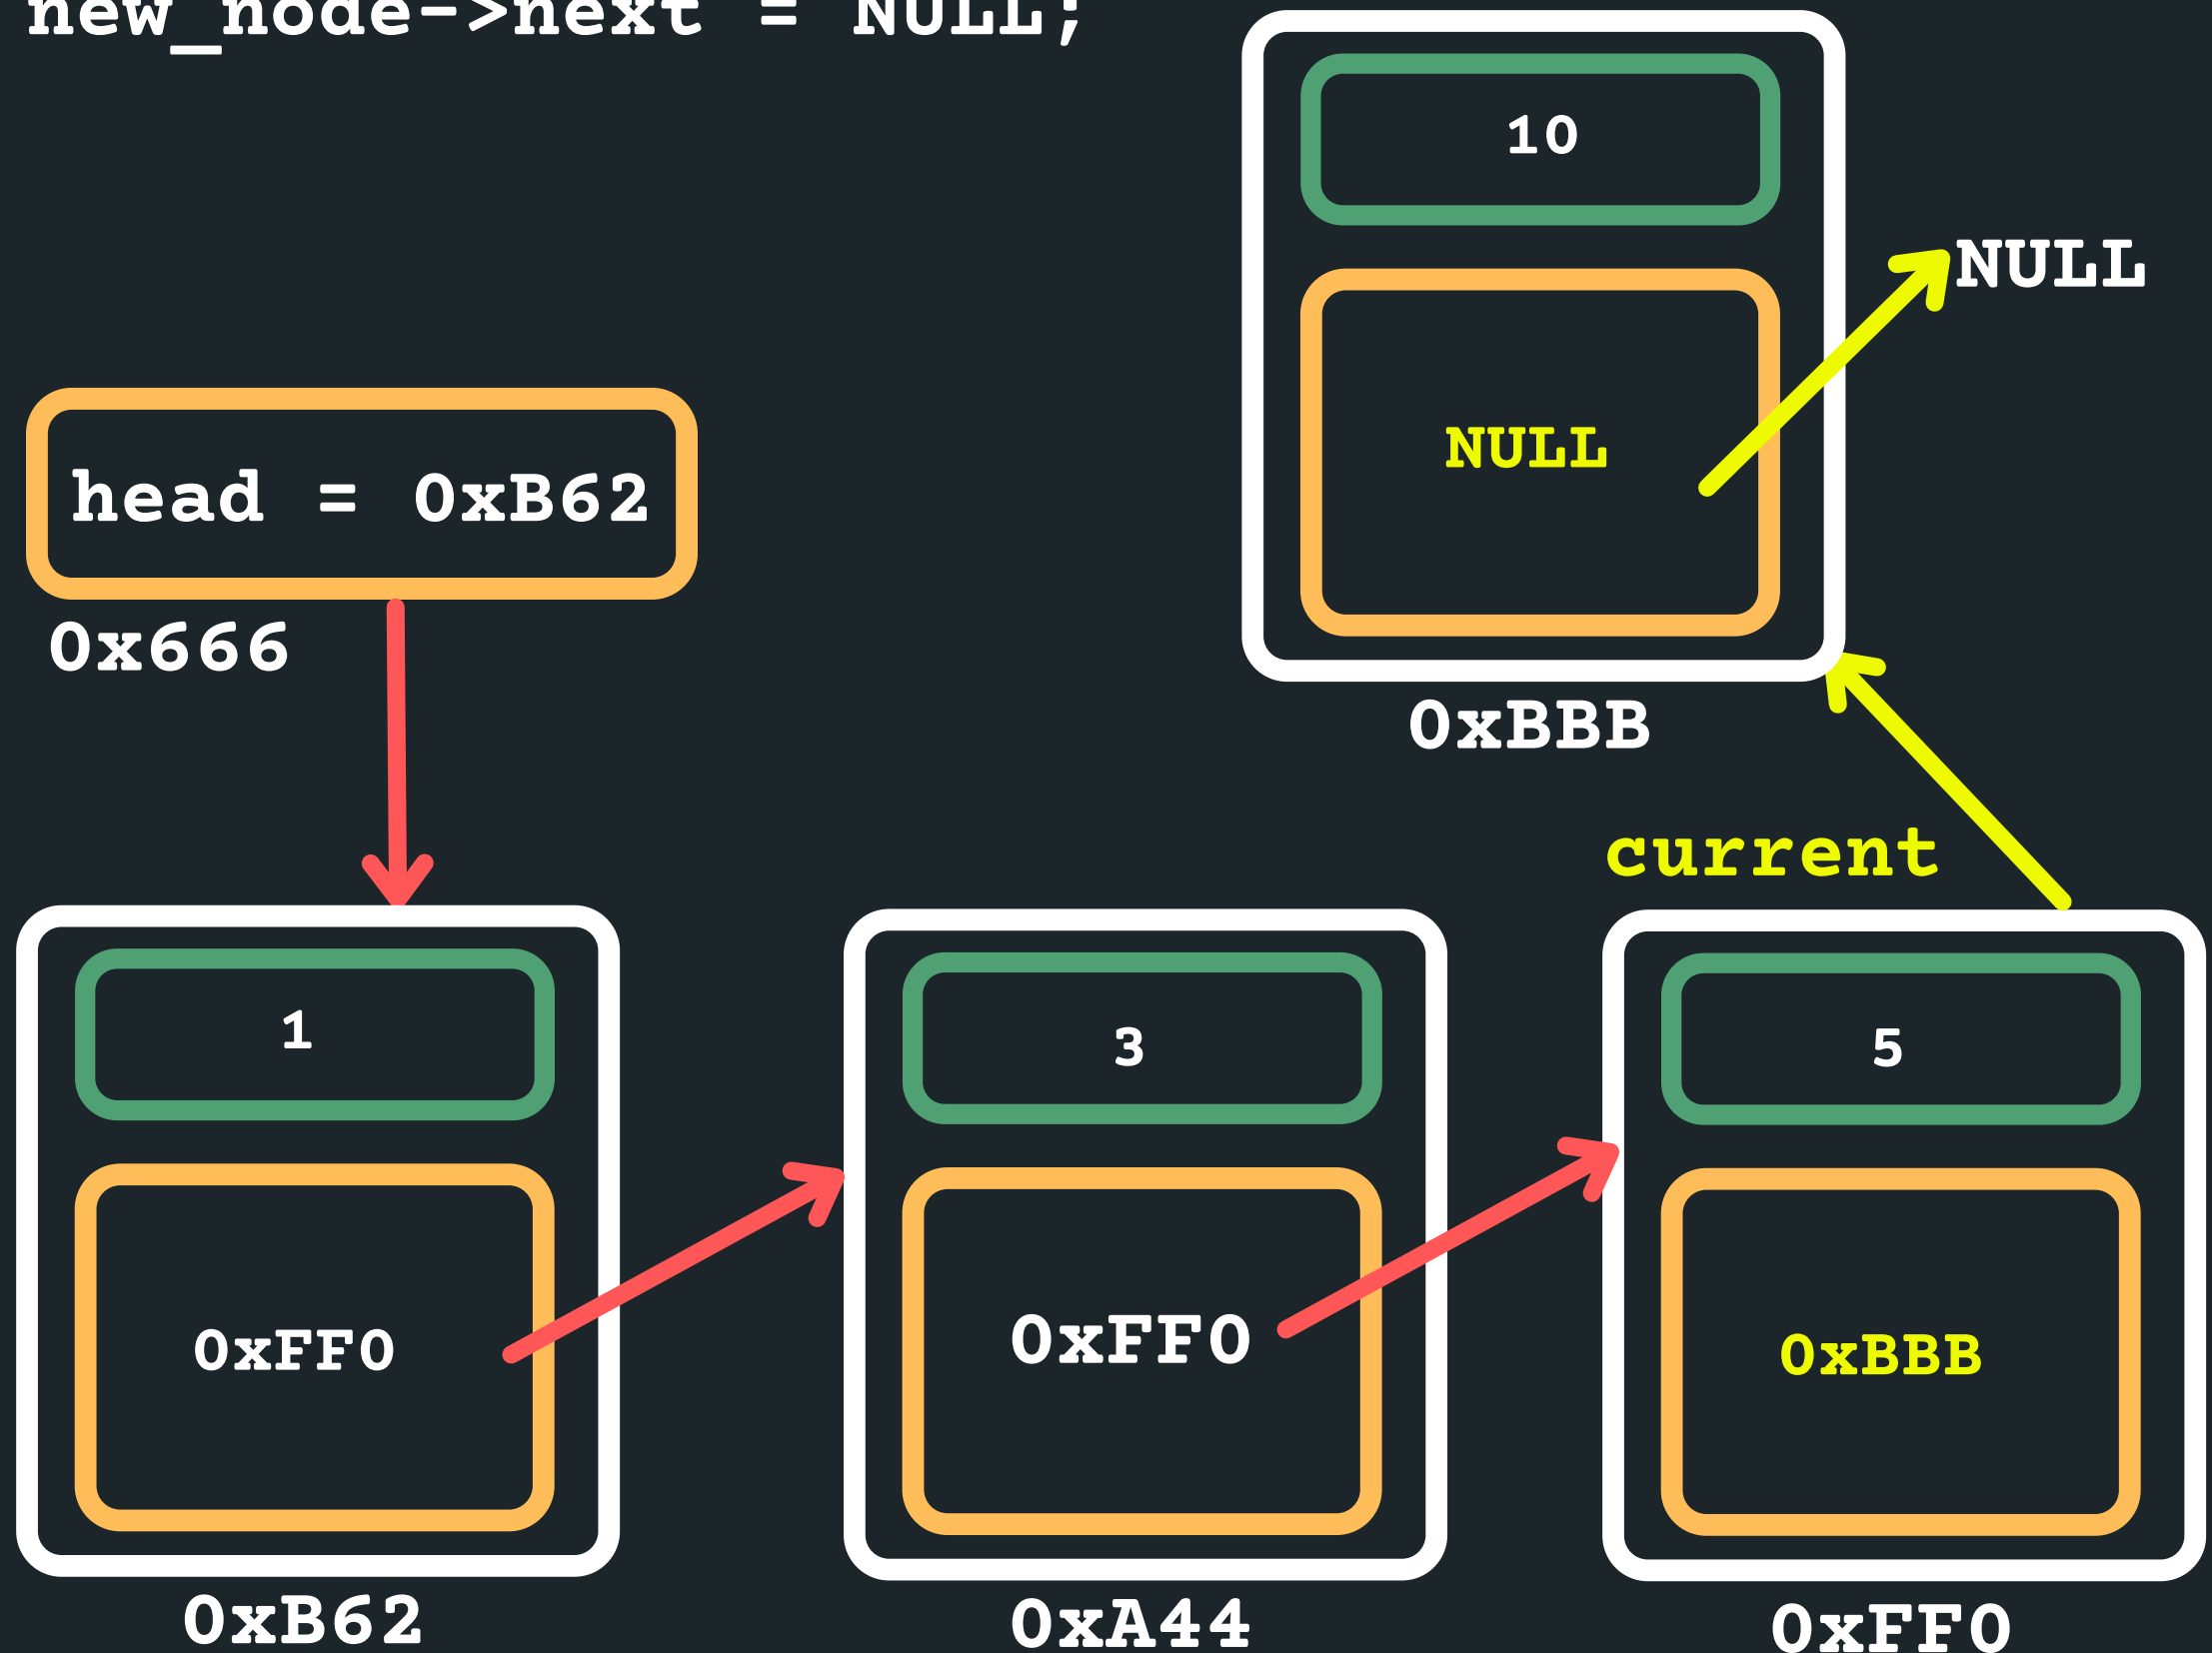 new_node->next = NULL;
10
NULL
NULL
head = 0xB62
0x666
0xBBB
current
1
3
5
0xFF0
0xFF0
0xBBB
0xB62
0xA44
0xFF0